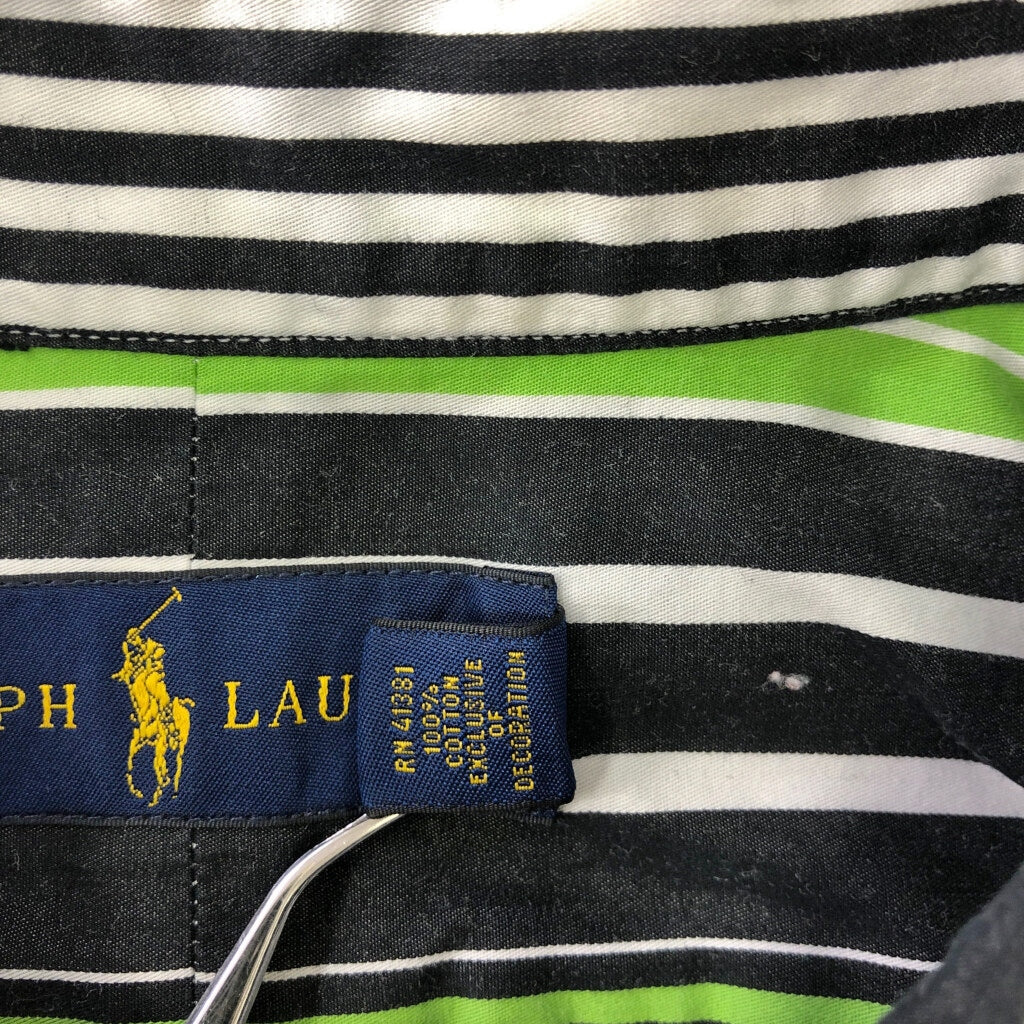 PH LAU
RN 41381
100%
COTTON
EXCLUSIVE
OF
DECORATION